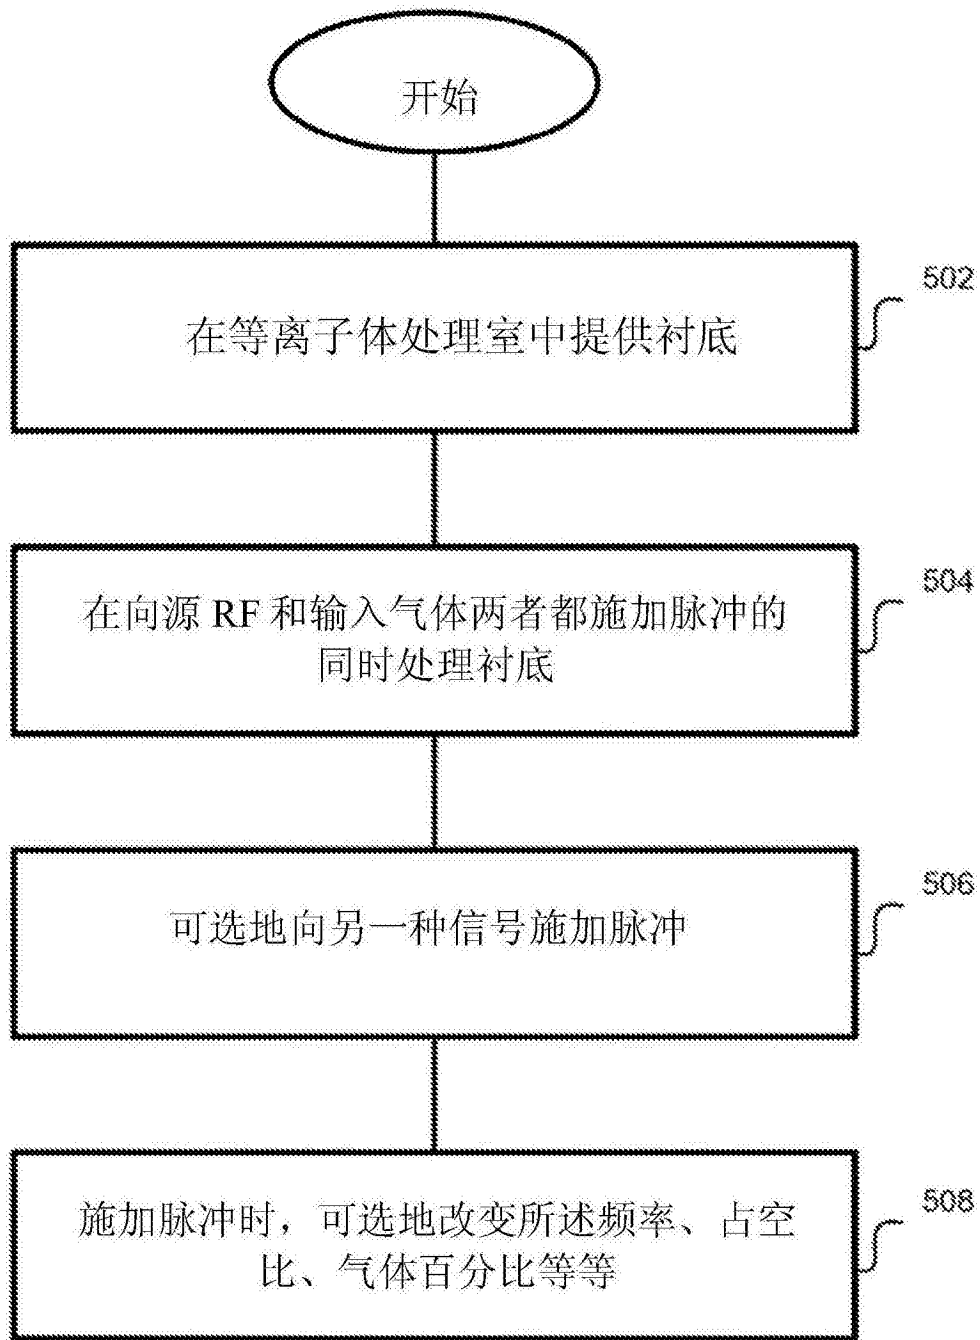 开始
502
在等离子体处理室中提供衬底
504
在向源 RF 和输入气体两者都施加脉冲的
同时处理衬底
506
可选地向另一种信号施加脉冲
508
施加脉冲时，可选地改变所述频率、占空
比、气体百分比等等